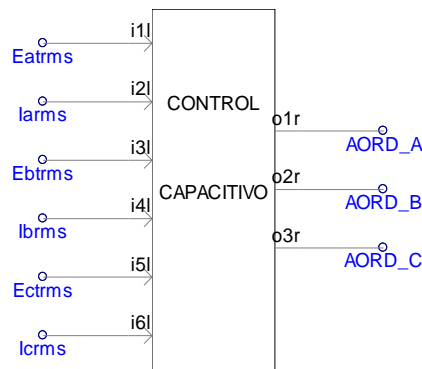 i1l
Eatrms
i2l
CONTROL
Iarms
o1r
i3l
AORD_A
Ebtrms
o2r
i4l
CAPACITIVO
AORD_B
Ibrms
o3r
i5l
AORD_C
Ectrms
i6l
Icrms